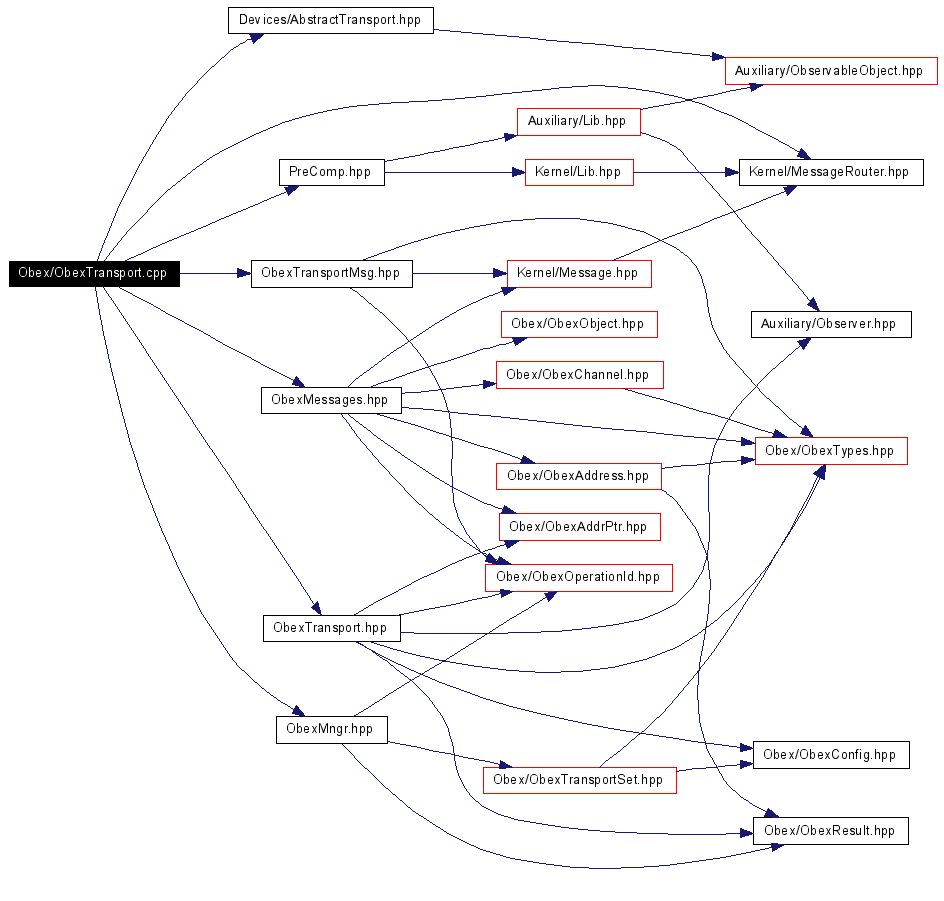 Devices/AbstractTransport.hpp
Auxiliary/ObservableObject.hpp
Auxiliary/Lib.hpp
PreComp.hpp
Kernel/Lib.hpp
Kernel/MessageRouter.hpp
Obex/ObexTransport.cpp
ObexTransportMsg.hpp
Kernel/Message.hpp
Obex/ObexObject.hpp
Auxiliary/Observer.hpp
Obex/ObexChannel.hpp
ObexMessages.hpp
Obex/ObexTypes.hpp
Obex/ObexAddress.hpp
Obex/ObexAddrPtr.hpp
Obex/ObexOperationId.hpp
ObexTransport.hpp
ObexMngr.hpp
Obex/ObexConfig.hpp
Obex/ObexTransportSet.hpp
Obex/ObexResult.hpp